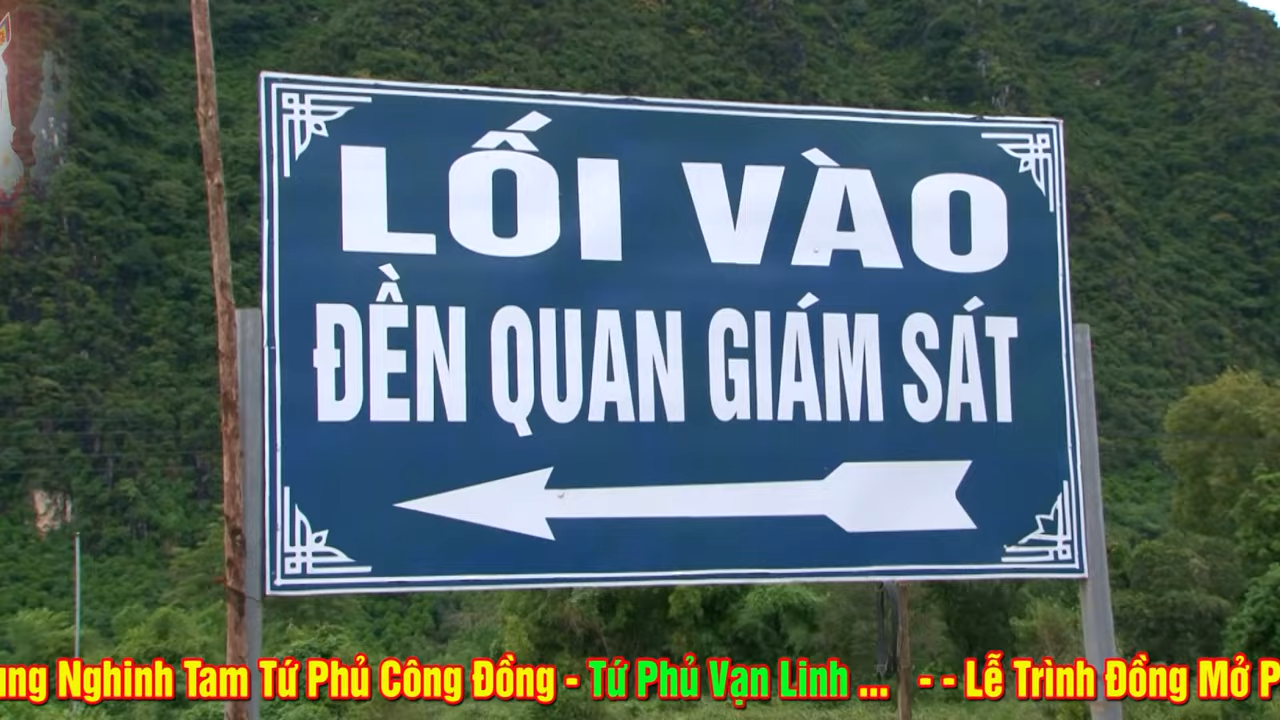 LỐI VÀO
ĐỀN QUAN GIÁM SÁT
Nghinh Tam Tứ Phủ Công Đồng - Tứ Phủ Vạn Linh ... - - Lễ Trình Đồng Mở